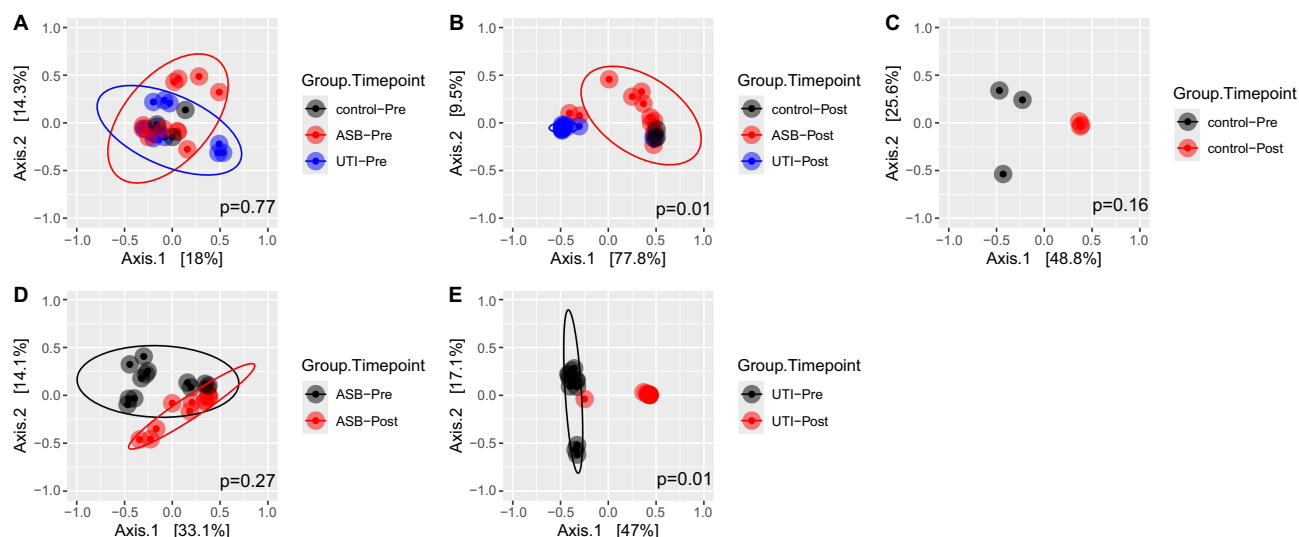 A
1.0
0.5
0.0
−0.5
−1.0
Axis.2 [14.3%]
p=0.77
−1.0 −0.5 0.0 0.5 1.0
Axis.1 [18%]
Group.Timepoint
control−Pre
ASB−Pre
UTI−Pre
B
1.0
0.5
0.0
−0.5
−1.0
Axis.2 [9.5%]
p=0.01
−1.0 −0.5 0.0 0.5 1.0
Axis.1 [77.8%]
Group.Timepoint
control−Post
ASB−Post
UTI−Post
C
1.0
0.5
0.0
−0.5
−1.0
Axis.2 [25.6%]
p=0.16
−1.0 −0.5 0.0 0.5 1.0
Axis.1 [48.8%]
Group.Timepoint
control−Pre
control−Post
D
1.0
0.5
0.0
−0.5
−1.0
Axis.2 [14.1%]
p=0.27
−1.0 −0.5 0.0 0.5 1.0
Axis.1 [33.1%]
Group.Timepoint
ASB−Pre
ASB−Post
E
1.0
0.5
0.0
−0.5
−1.0
Axis.2 [17.1%]
p=0.01
−1.0 −0.5 0.0 0.5 1.0
Axis.1 [47%]
Group.Timepoint
UTI−Pre
UTI−Post